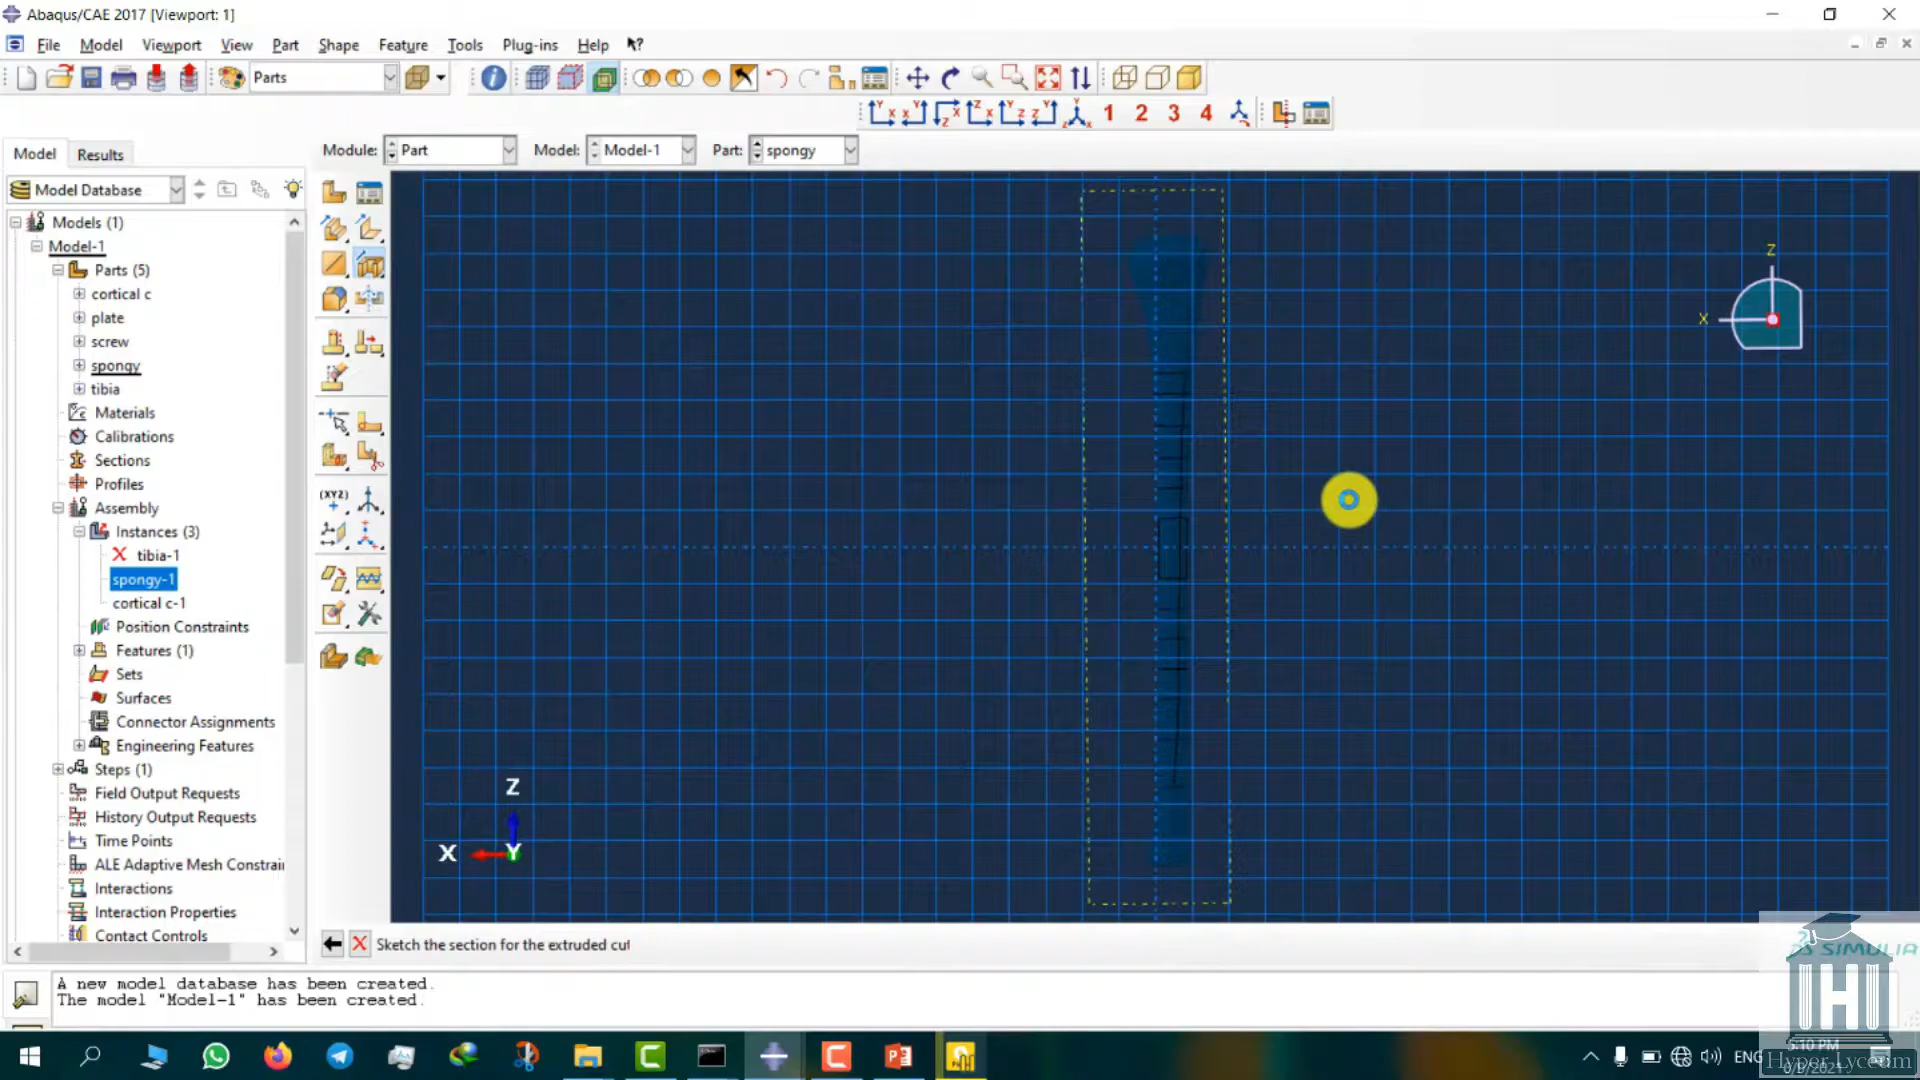 Abaqus/CAE 2017 [Viewport: 1]
File Model Viewport View Part Shape Feature Tools Plug-ins Help
Parts
1 2 3 4
Module: Part Model: Model-1 Part: spongy
Model Results
Model Database
Models (1)
Model-1
Parts (5)
cortical c
plate
screw
spongy
tibia
Materials
Calibrations
Sections
Profiles
Assembly
Instances (3)
tibia-1
spongy-1
cortical c-1
Position Constraints
Features (1)
Sets
Surfaces
Connector Assignments
Engineering Features
Steps (1)
Field Output Requests
History Output Requests
Time Points
ALE Adaptive Mesh Constrai
Interactions
Interaction Properties
Contact Controls
(XYZ)
Z
X
Z
X Y
Sketch the section for the extruded cut
SIMULIA
A new model database has been created.
The model "Model-1" has been created.
ENG
5:10 PM
Hyper Lyceum